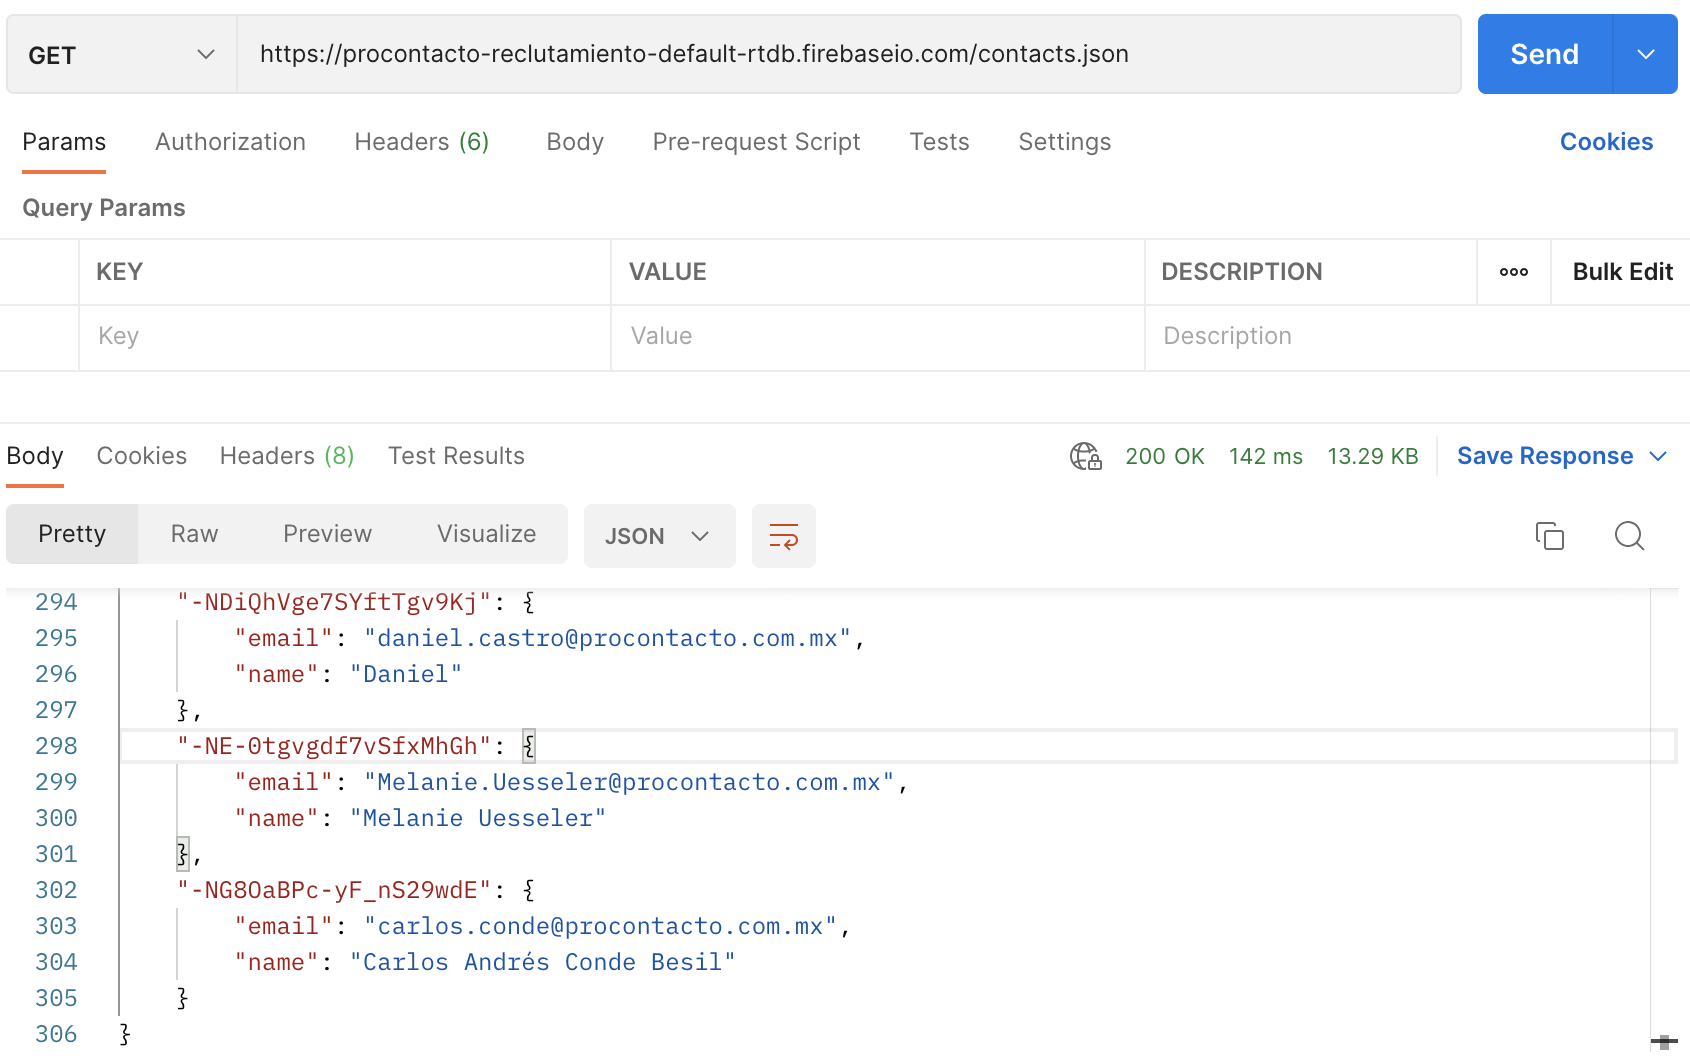 GET https://procontacto-reclutamiento-default-rtdb.firebaseio.com/contacts.json Send
Params Authorization Headers (6) Body Pre-request Script Tests Settings Cookies
Query Params
KEY VALUE DESCRIPTION ooo Bulk Edit
Key Value Description
Body Cookies Headers (8) Test Results 200 OK 142 ms 13.29 KB Save Response
Pretty Raw Preview Visualize JSON
294 "-NDiQhVge7SYftTgv9Kj": {
295 "email": "daniel.castro@procontacto.com.mx",
296 "name": "Daniel"
297 },
298 "-NE-0tgvgdf7vSfxMhGh": {
299 "email": "Melanie.Uesseler@procontacto.com.mx",
300 "name": "Melanie Uesseler"
301 },
302 "-NG8OaBPc-yF_nS29wdE": {
303 "email": "carlos.conde@procontacto.com.mx",
304 "name": "Carlos Andrés Conde Besil"
305 }
306 }